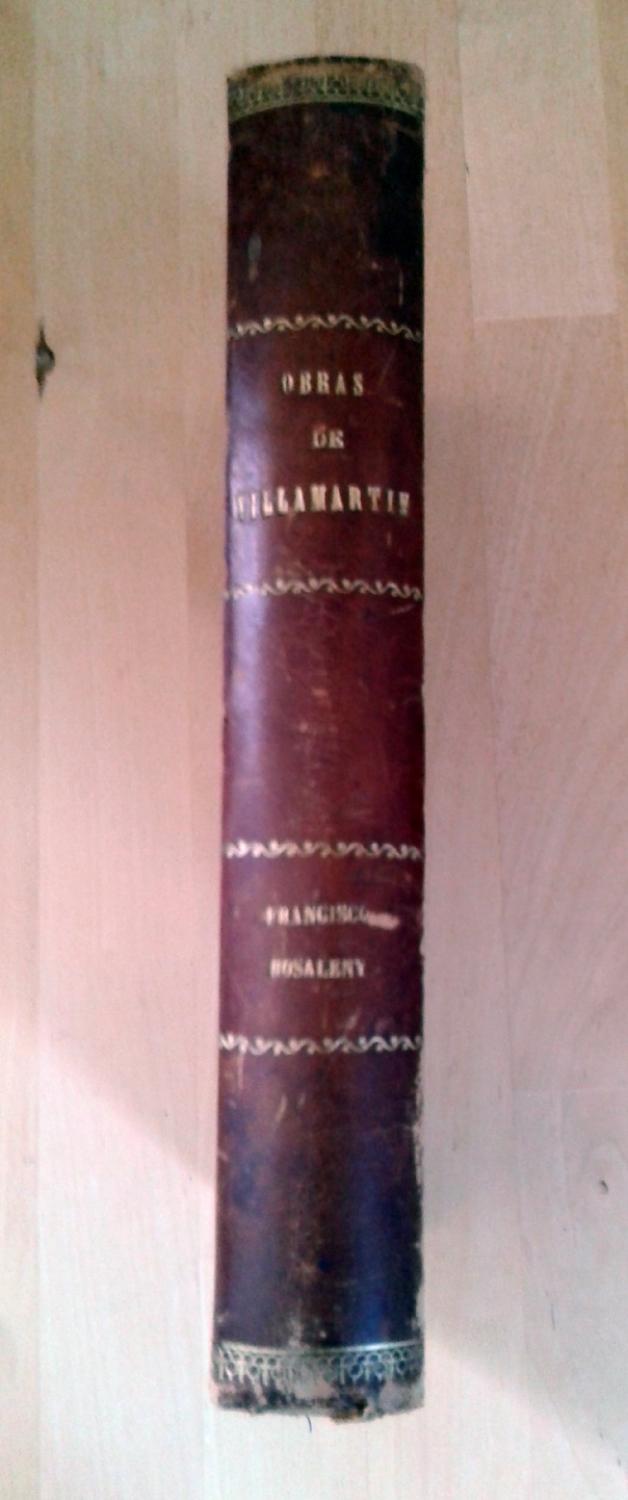 OBRAS
DE
VILLAMARTIN
FRANCISCO
ROSALENY